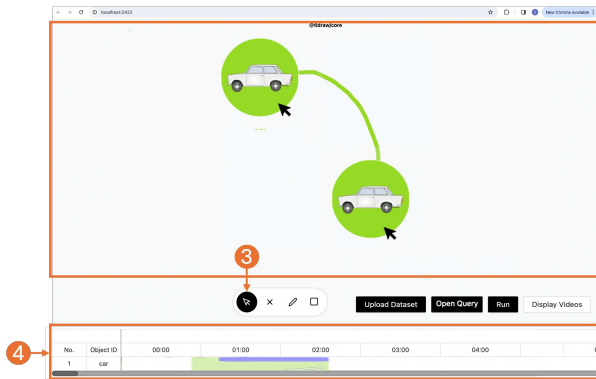 localhost:5433
New Chrome available
@tldraw/core
3
Upload Dataset
Open Query
Run
Display Videos
4
No.
Object ID
00:00
01:00
02:00
03:00
04:00
1
car